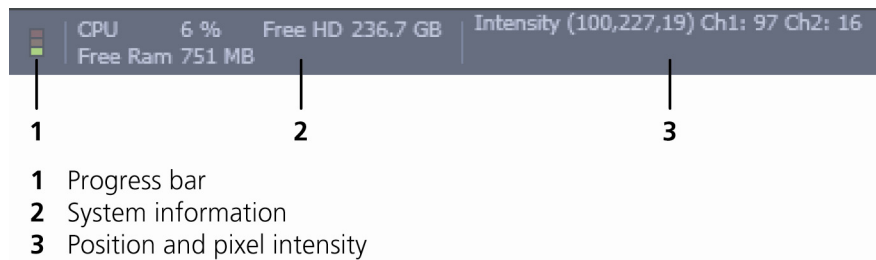 CPU 6 % Free HD 236.7 GB Intensity (100,227,19) Ch1: 97 Ch2: 16
Free Ram 751 MB
1 2 3
1 Progress bar
2 System information
3 Position and pixel intensity